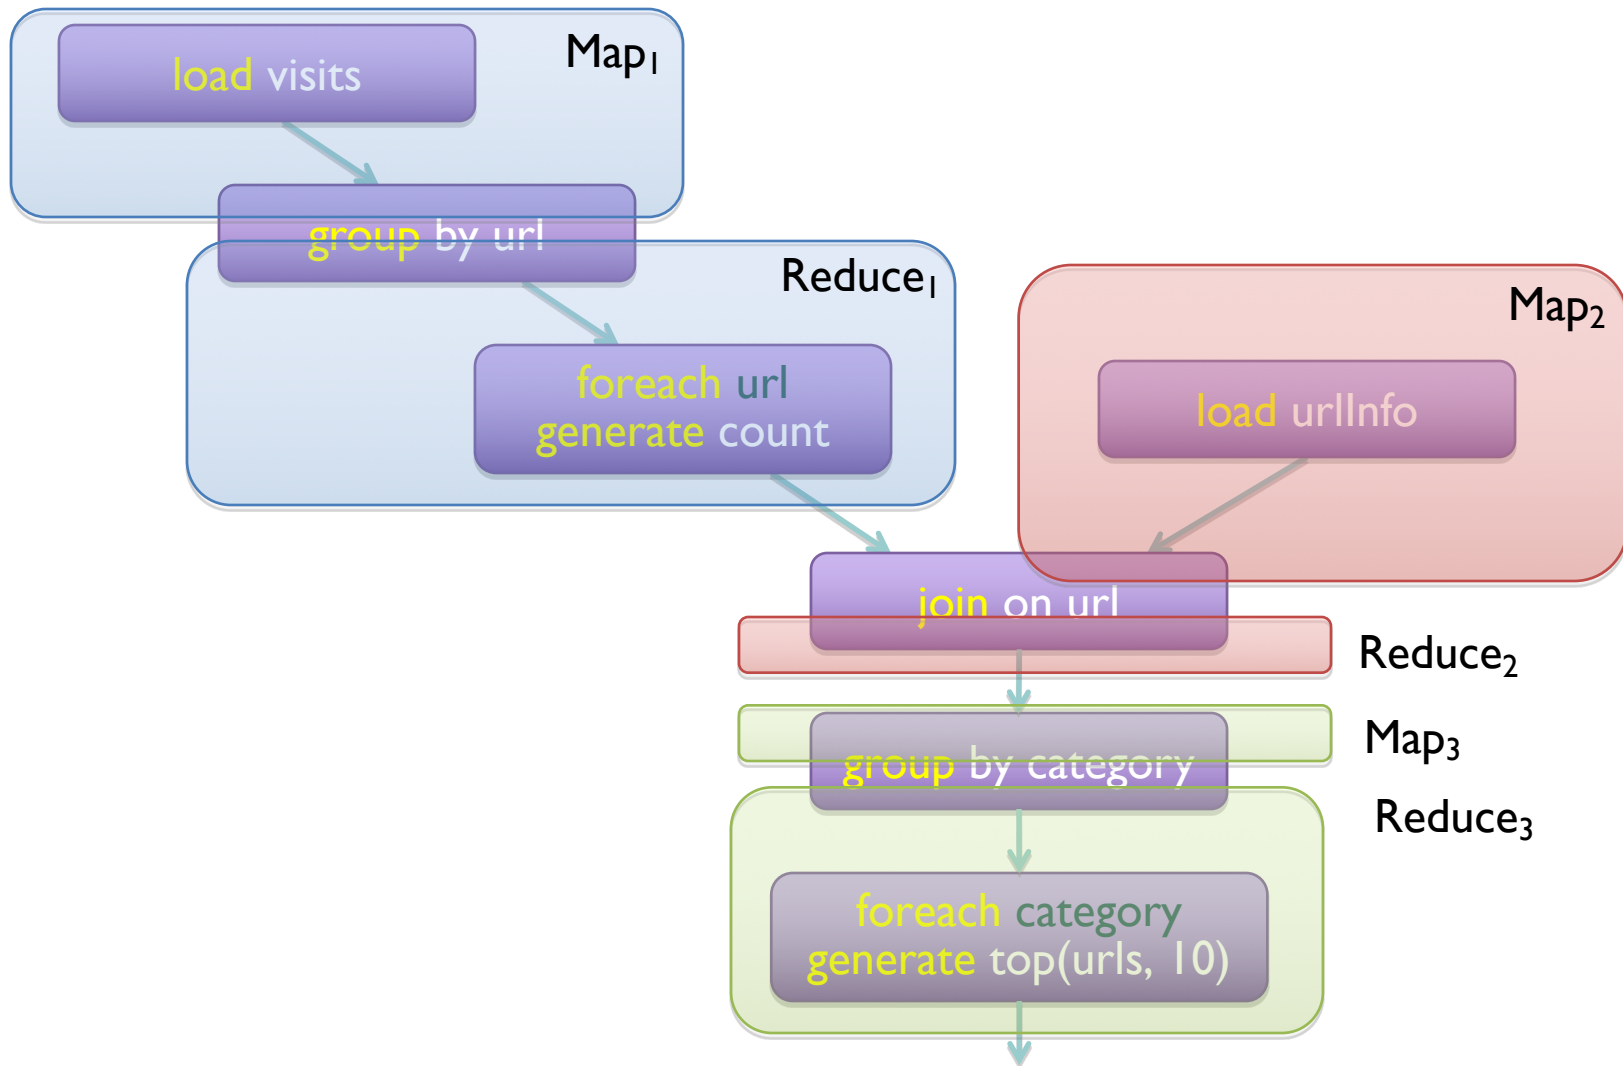 load visits
Map1
group by url
Reduce1
Map2
foreach url
generate count
load urlInfo
join on url
Reduce2
Map3
group by category
Reduce3
foreach category
generate top(urls, 10)